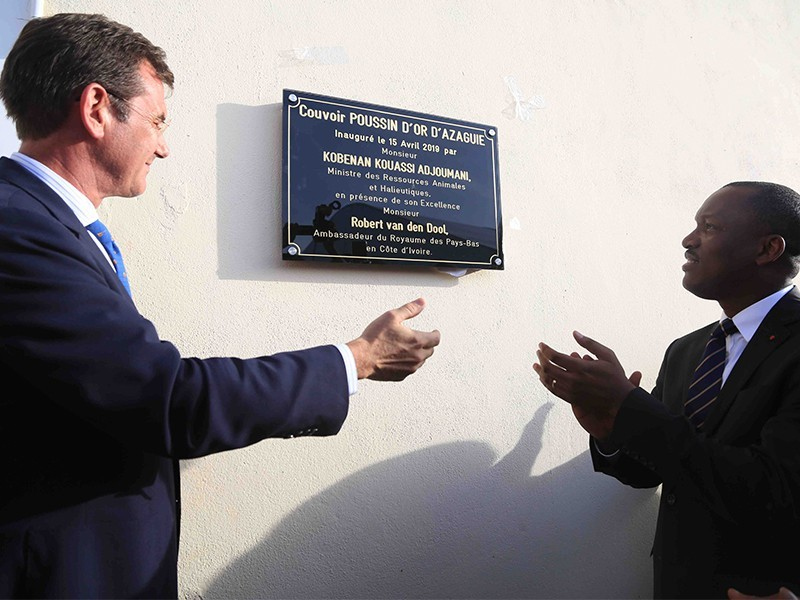 Couvoir POUSSIN D'OR D'AZAGUIE
Inauguré le 15 Avril 2019 par
Monsieur
KOBENAN KOUASSI ADJOUMANI,
Ministre des Ressources Animales
et Halieutiques,
en présence de son Excellence
Monsieur
Robert van den Dool,
Ambassadeur du Royaume des Pays-Bas
en Côte d'Ivoire.